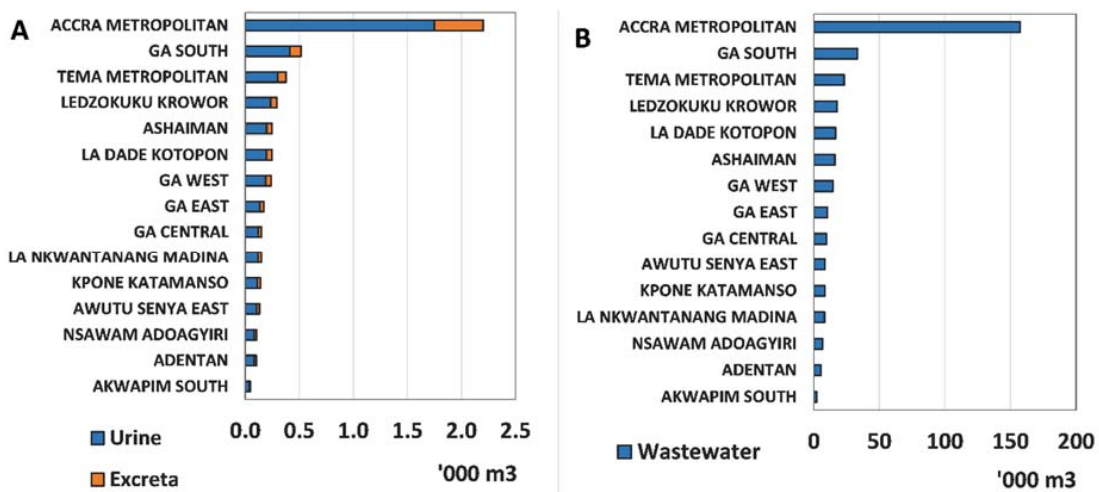 A
ACCRA METROPOLITAN
GA SOUTH
TEMA METROPOLITAN
LEDZOKUKU KROWOR
ASHAIMAN
LA DADE KOTOPON
GA WEST
GA EAST
GA CENTRAL
LA NKWANTANANG MADINA
KPONE KATAMANSO
AWUTU SENYA EAST
NSAWAM ADOAGYIRI
ADENTAN
AKWAPIM SOUTH
0.0 0.5 1.0 1.5 2.0 2.5
'000 m3
Urine
Excreta
B
ACCRA METROPOLITAN
GA SOUTH
TEMA METROPOLITAN
LEDZOKUKU KROWOR
LA DADE KOTOPON
ASHAIMAN
GA WEST
GA EAST
GA CENTRAL
AWUTU SENYA EAST
KPONE KATAMANSO
LA NKWANTANANG MADINA
NSAWAM ADOAGYIRI
ADENTAN
AKWAPIM SOUTH
0 50 100 150 200
Wastewater
'000 m3